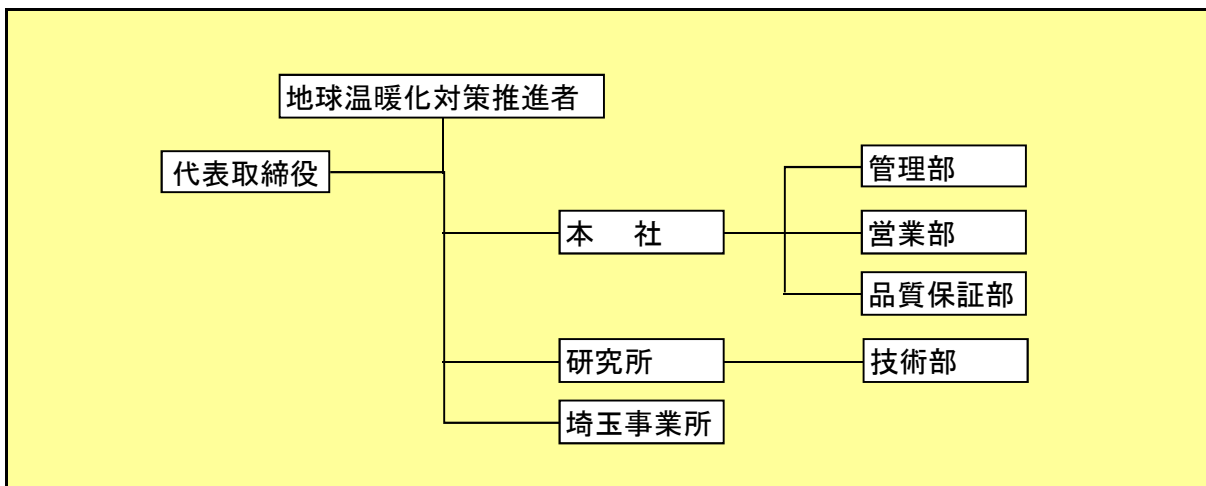 地球温暖化対策推進者
代表取締役
管理部
本　社
営業部
品質保証部
研究所
技術部
埼玉事業所